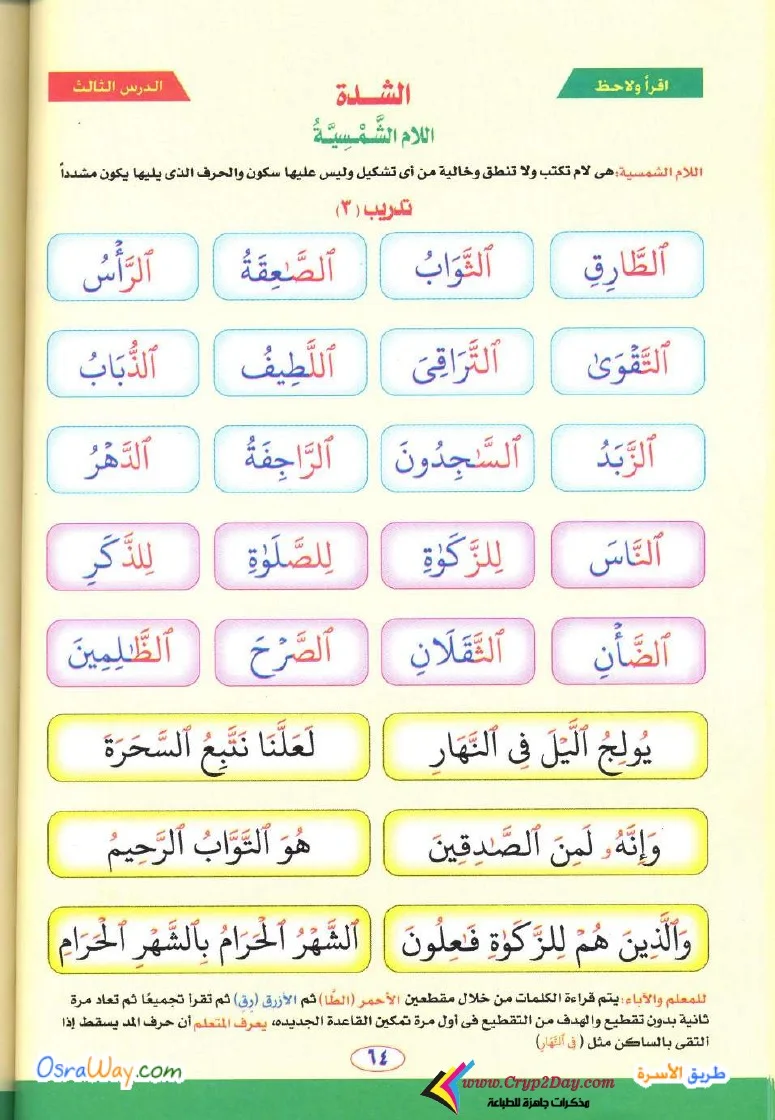 اقرأ ولاحظ
الشـــدة
الدرس الثالث
اللام الشَّمْـسِيَّـةُ
اللام الشمسية: هى لام تكتب ولا تنطق وخالية من أى تشكيل وليس عليها سكون والحرف الذى يليها يكون مشدداً
تدريب (٣)
ٱلطَّارِقِ ٱلثَّوَابُ ٱلصَّٰعِقَةُ ٱلرَّأْسُ
ٱلتَّقْوَىٰ ٱلتَّرَاقِىَ ٱللَّطِيفُ ٱلذُّبَابُ
ٱلزَّبَدُ ٱلسَّٰجِدُونَ ٱلرَّاجِفَةُ ٱلدَّهْرُ
ٱلنَّاسَ لِلزَّكَوٰةِ لِلصَّلَوٰةِ لِلذَّكَرِ
ٱلضَّأْنِ ٱلثَّقَلَانِ ٱلصَّرْحَ ٱلظَّٰلِمِينَ
يُولِجُ ٱلَّيْلَ فِى ٱلنَّهَارِ لَعَلَّنَا نَتَّبِعُ ٱلسَّحَرَةَ
وَإِنَّهُۥ لَمِنَ ٱلصَّٰدِقِينَ هُوَ ٱلتَّوَّابُ ٱلرَّحِيمُ
وَٱلَّذِينَ هُمْ لِلزَّكَوٰةِ فَٰعِلُونَ ٱلشَّهْرُ ٱلْحَرَامُ بِٱلشَّهْرِ ٱلْحَرَامِ
للمعلم والآباء: يتم قراءة الكلمات من خلال مقطعين الأحمر (الطَّا) ثم الأزرق (رِقِ) ثم تقرأ تجميعًا ثم تعاد مرة
ثانية بدون تقطيع والهدف من التقطيع فى أول مرة تمكين القاعدة الجديده، يعرف المتعلم أن حرف المد يسقط إذا
ألتقى بالساكن مثل (فِى ٱلنَّهَارِ)
٦٤
طريق الأسرة
www.Cryp2Day.com
مذكرات جاهزة للطباعة
OsraWay.com